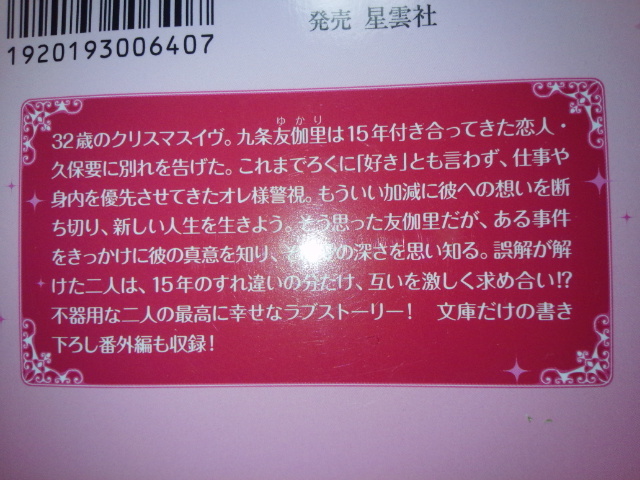 発売 星雲社
1920193006407
ゆかり
32歳のクリスマスイヴ。九条友伽里は15年付き合ってきた恋人・
久保要に別れを告げた。これまでろくに「好き」とも言わず、仕事や
身内を優先させてきたオレ様警視。もういい加減に彼への想いを断
ち切り、新しい人生を生きよう。そう思った友伽里だが、ある事件
をきっかけに彼の真意を知り、の深さを思い知る。誤解が解
けた二人は、15年のすれ違いの分だけ、互いを激しく求め合い!?
不器用な二人の最高に幸せなラブストーリー! 文庫だけの書き
下ろし番外編も収録!